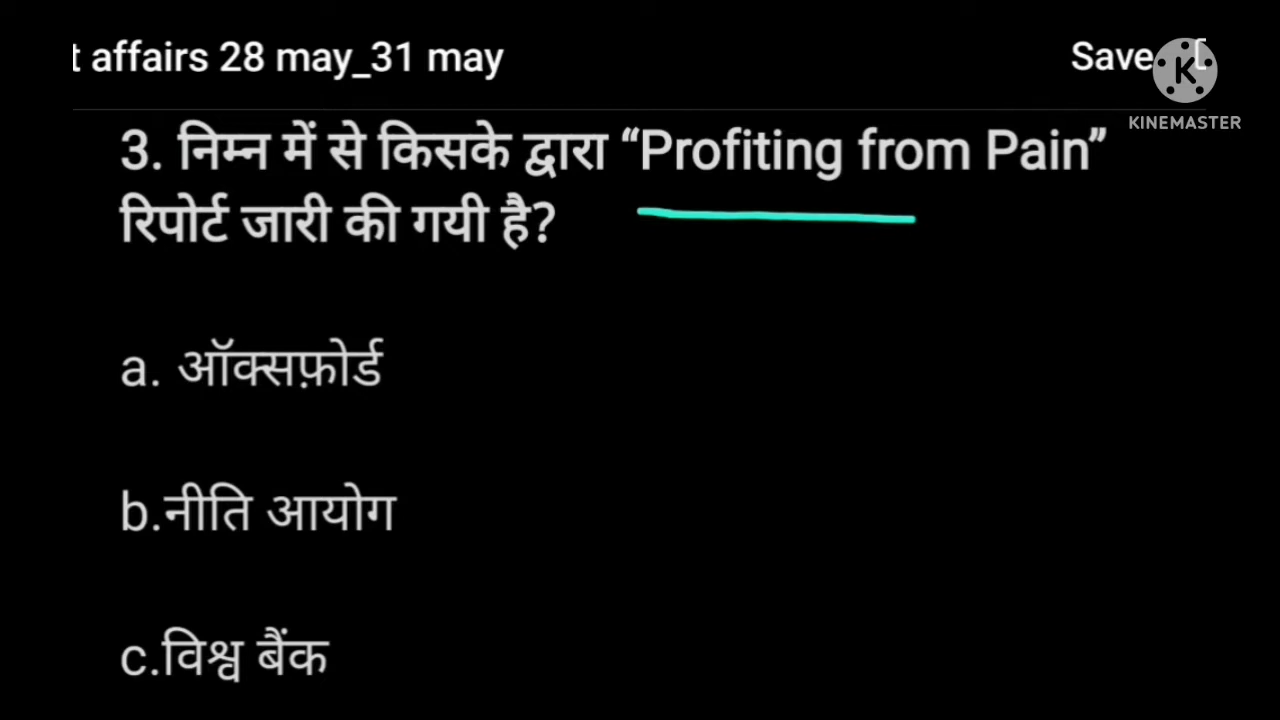 t affairs 28 may_31 may
Save
KINEMASTER
3. निम्न में से किसके द्वारा “Profiting from Pain”
रिपोर्ट जारी की गयी है?
a. ऑक्सफ़ोर्ड
b.नीति आयोग
c.विश्व बैंक